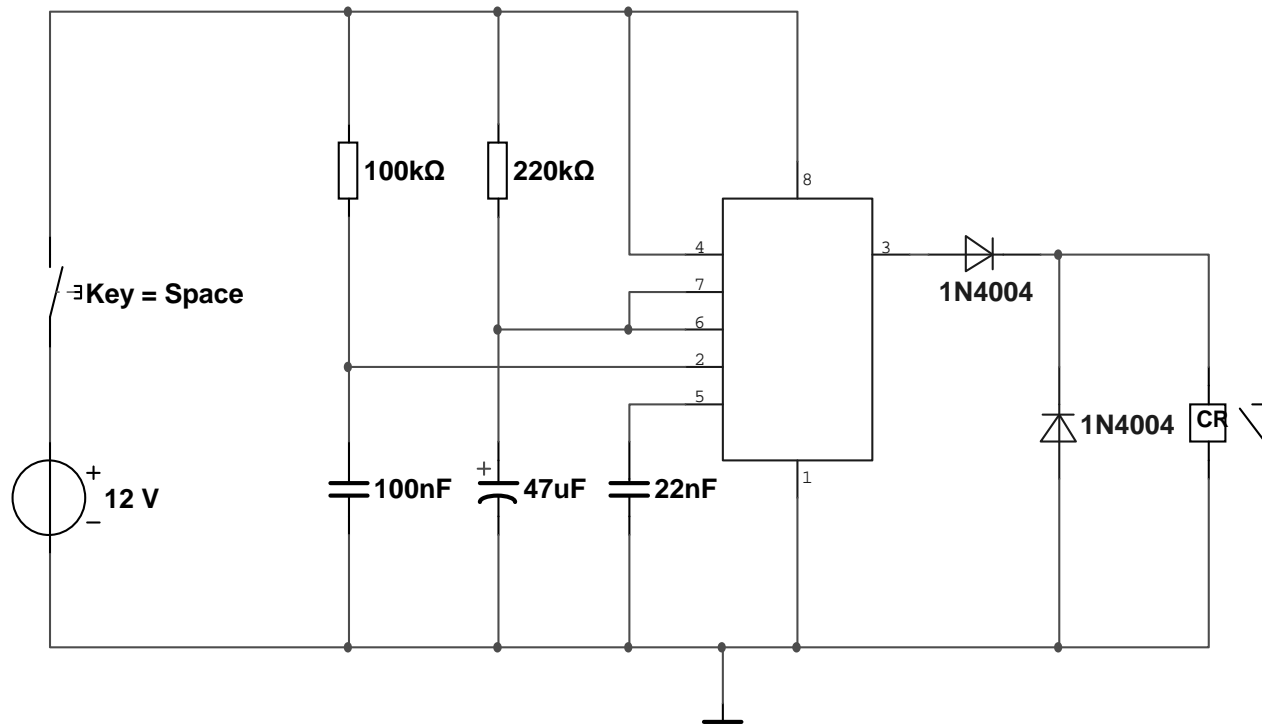 100kΩ
220kΩ
8
4
3
7
1N4004
Key = Space
6
2
5
1N4004
CR
+
12 V
−
100nF
+
47uF
22nF
1